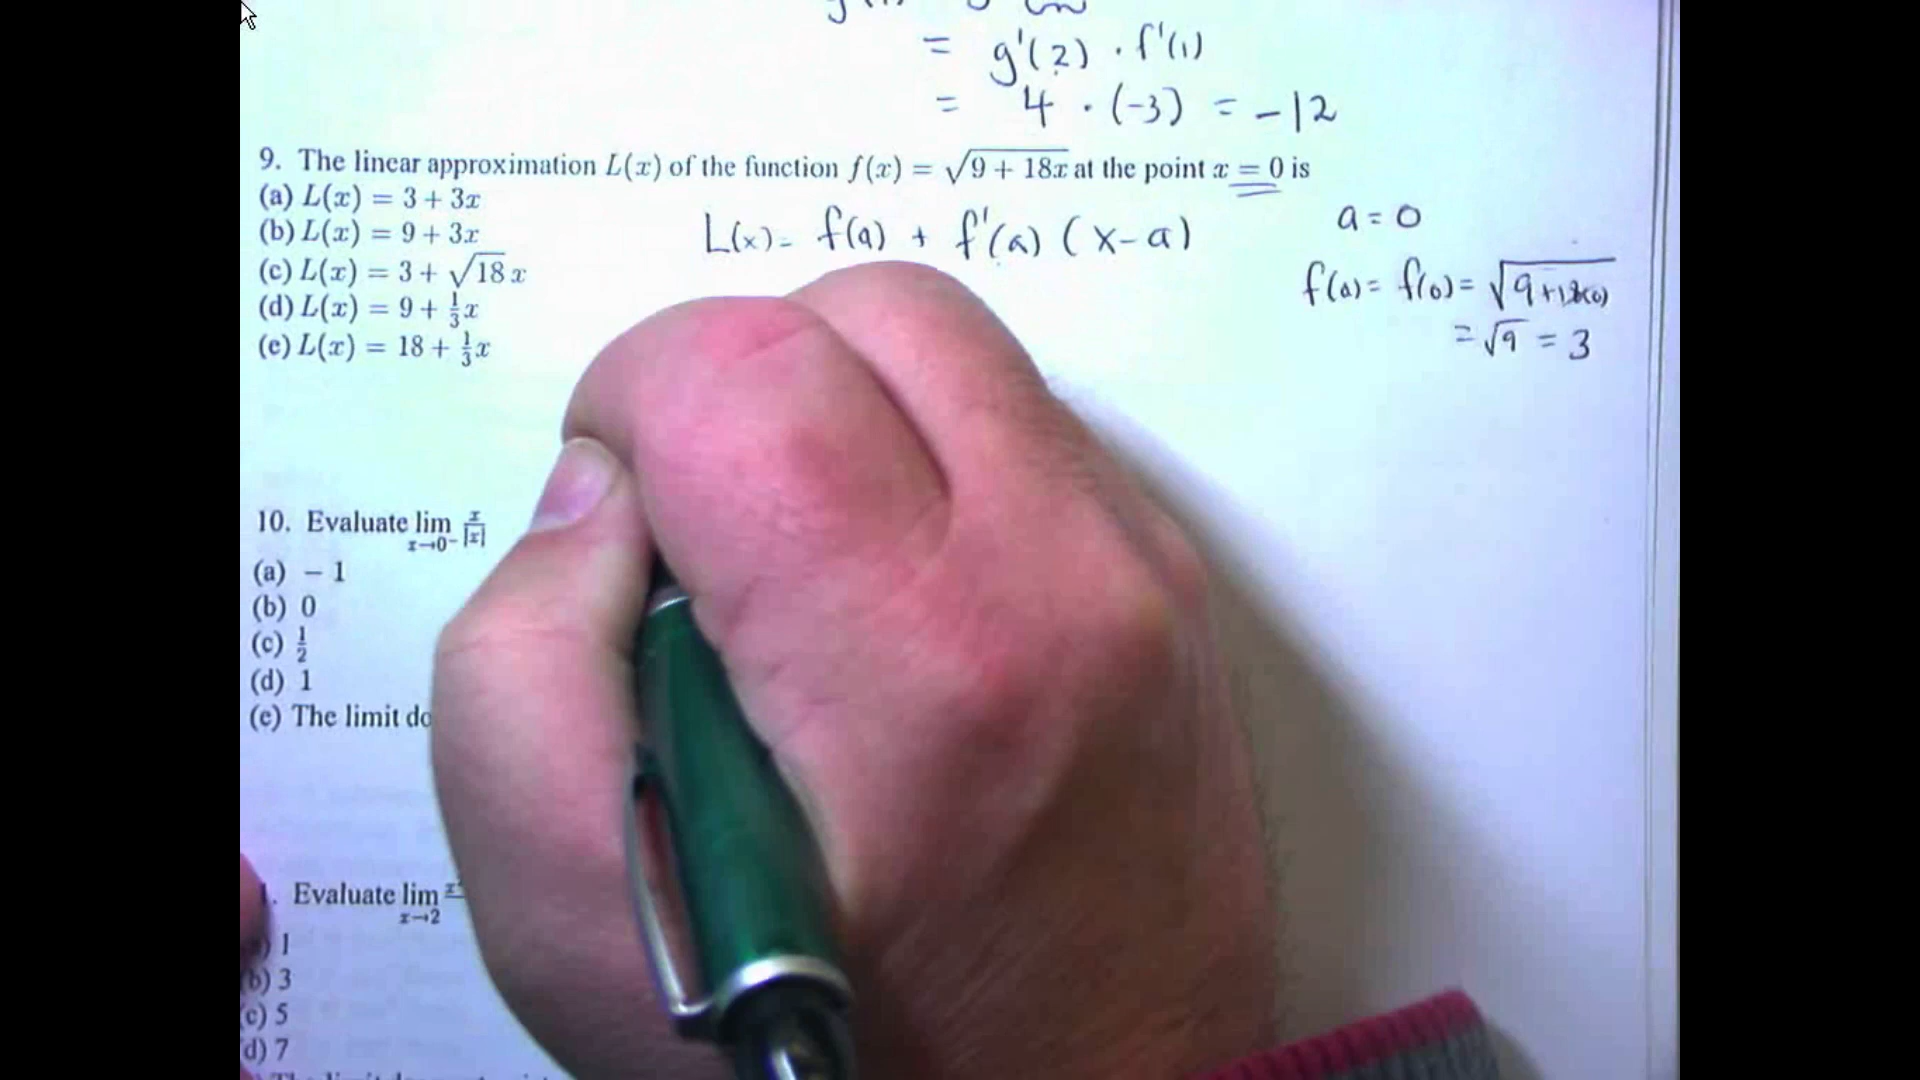 = g'(2) · f'(1)
= 4 · (-3) = -12
9. The linear approximation L(x) of the function f(x) = √(9 + 18x) at the point x = 0 is
(a) L(x) = 3 + 3x
(b) L(x) = 9 + 3x
(c) L(x) = 3 + √18 x
(d) L(x) = 9 + 1/3 x
(e) L(x) = 18 + 1/3 x
L(x) = f(a) + f'(a) (x-a)
a = 0
f(a) = f(0) = √(9+18(0))
= √9 = 3
10. Evaluate lim x→0⁻ x/|x|
(a) - 1
(b) 0
(c) 1/2
(d) 1
(e) The limit
. Evaluate lim x→2
) 1
b) 3
c) 5
d) 7